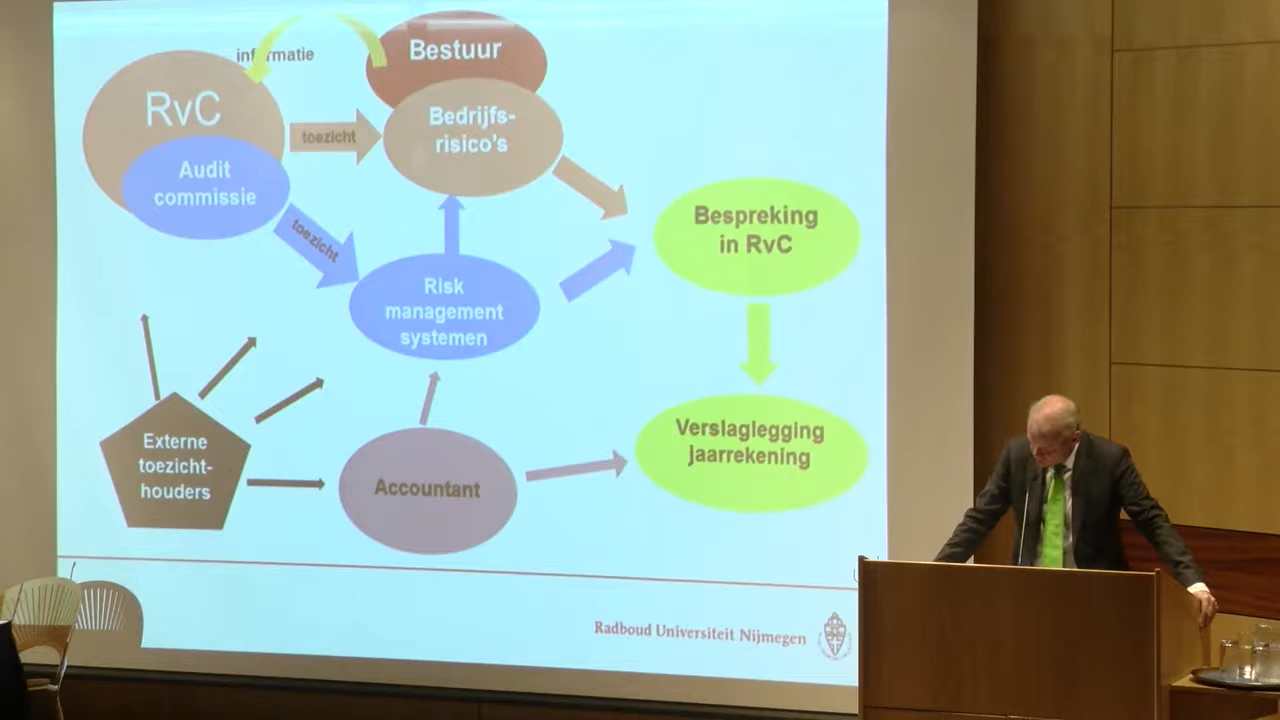 informatie
Bestuur
RvC
toezicht
Bedrijfs-
risico's
Audit
commissie
toezicht
Bespreking
in RvC
Risk
management
systemen
Externe
toezicht-
houders
Accountant
Verslaglegging
jaarrekening
Radboud Universiteit Nijmegen